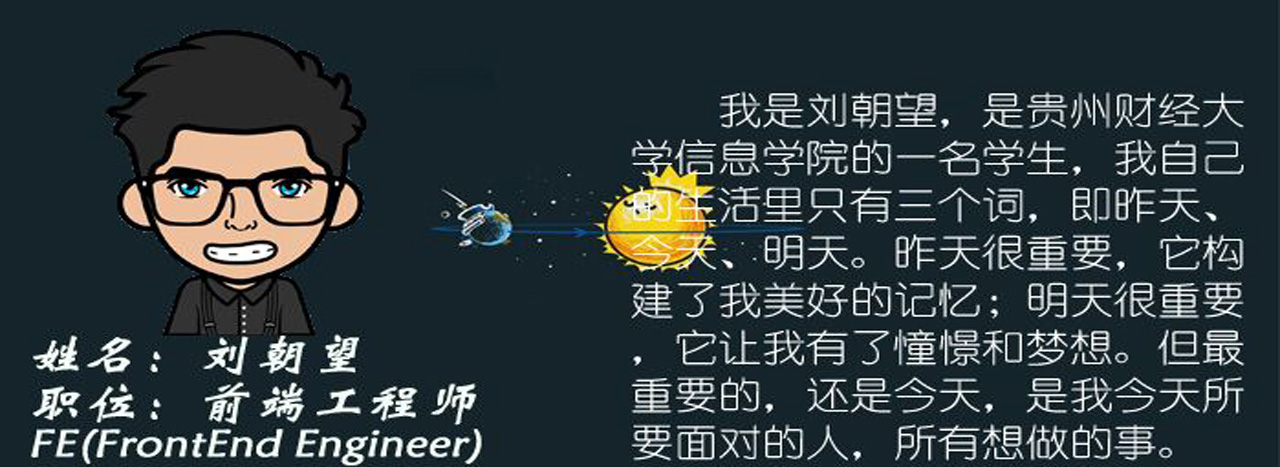 姓名：刘朝望
职位：前端工程师
FE(FrontEnd Engineer)
我是刘朝望，是贵州财经大
学信息学院的一名学生，我自己
的生活里只有三个词，即昨天、
今天、明天。昨天很重要，它构
建了我美好的记忆；明天很重要
，它让我有了憧憬和梦想。但最
重要的，还是今天，是我今天所
要面对的人，所有想做的事。